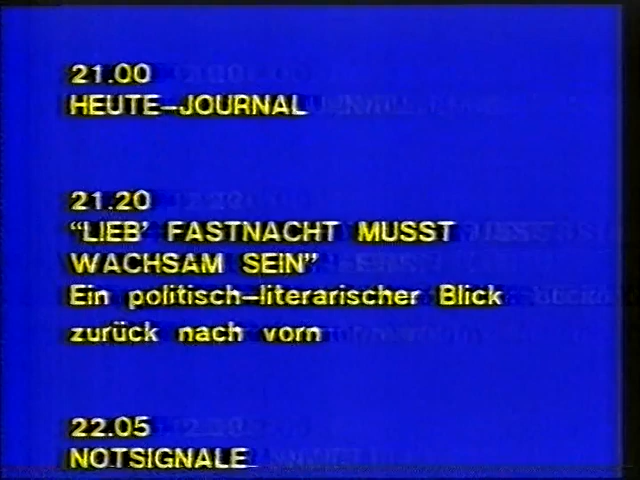 21.00
HEUTE–JOURNAL
21.20
“LIEB’ FASTNACHT MUSST
WACHSAM SEIN”
Ein politisch–literarischer Blick
zurück nach vorn
22.05
NOTSIGNALE